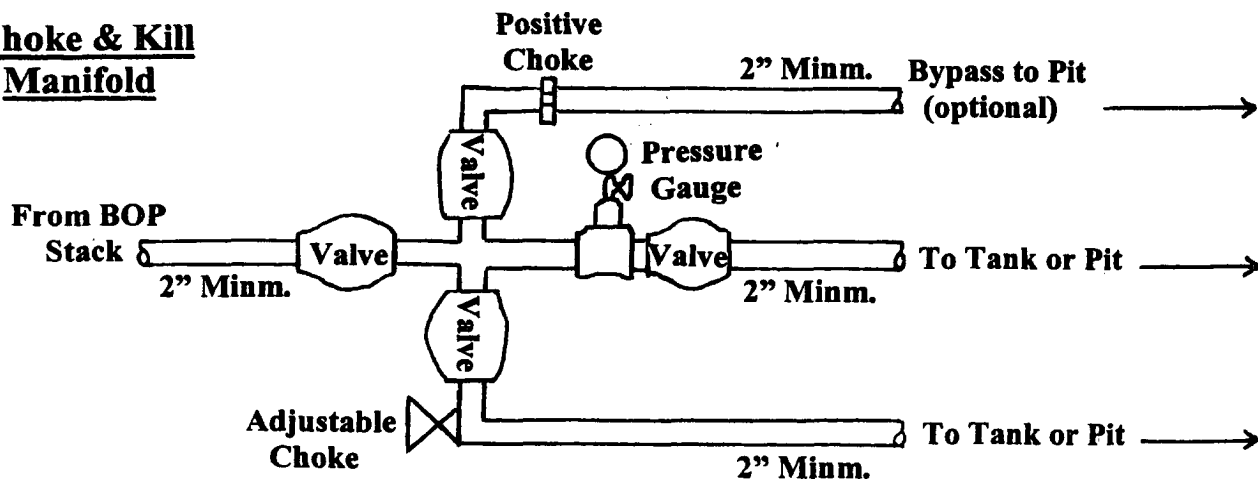 hoke & Kill
Manifold
Positive
Choke
2” Minm.
Bypass to Pit
(optional)
Valve
Pressure
Gauge
From BOP
Stack
Valve
Valve
To Tank or Pit
2” Minm.
2” Minm.
Valve
Adjustable
Choke
To Tank or Pit
2” Minm.